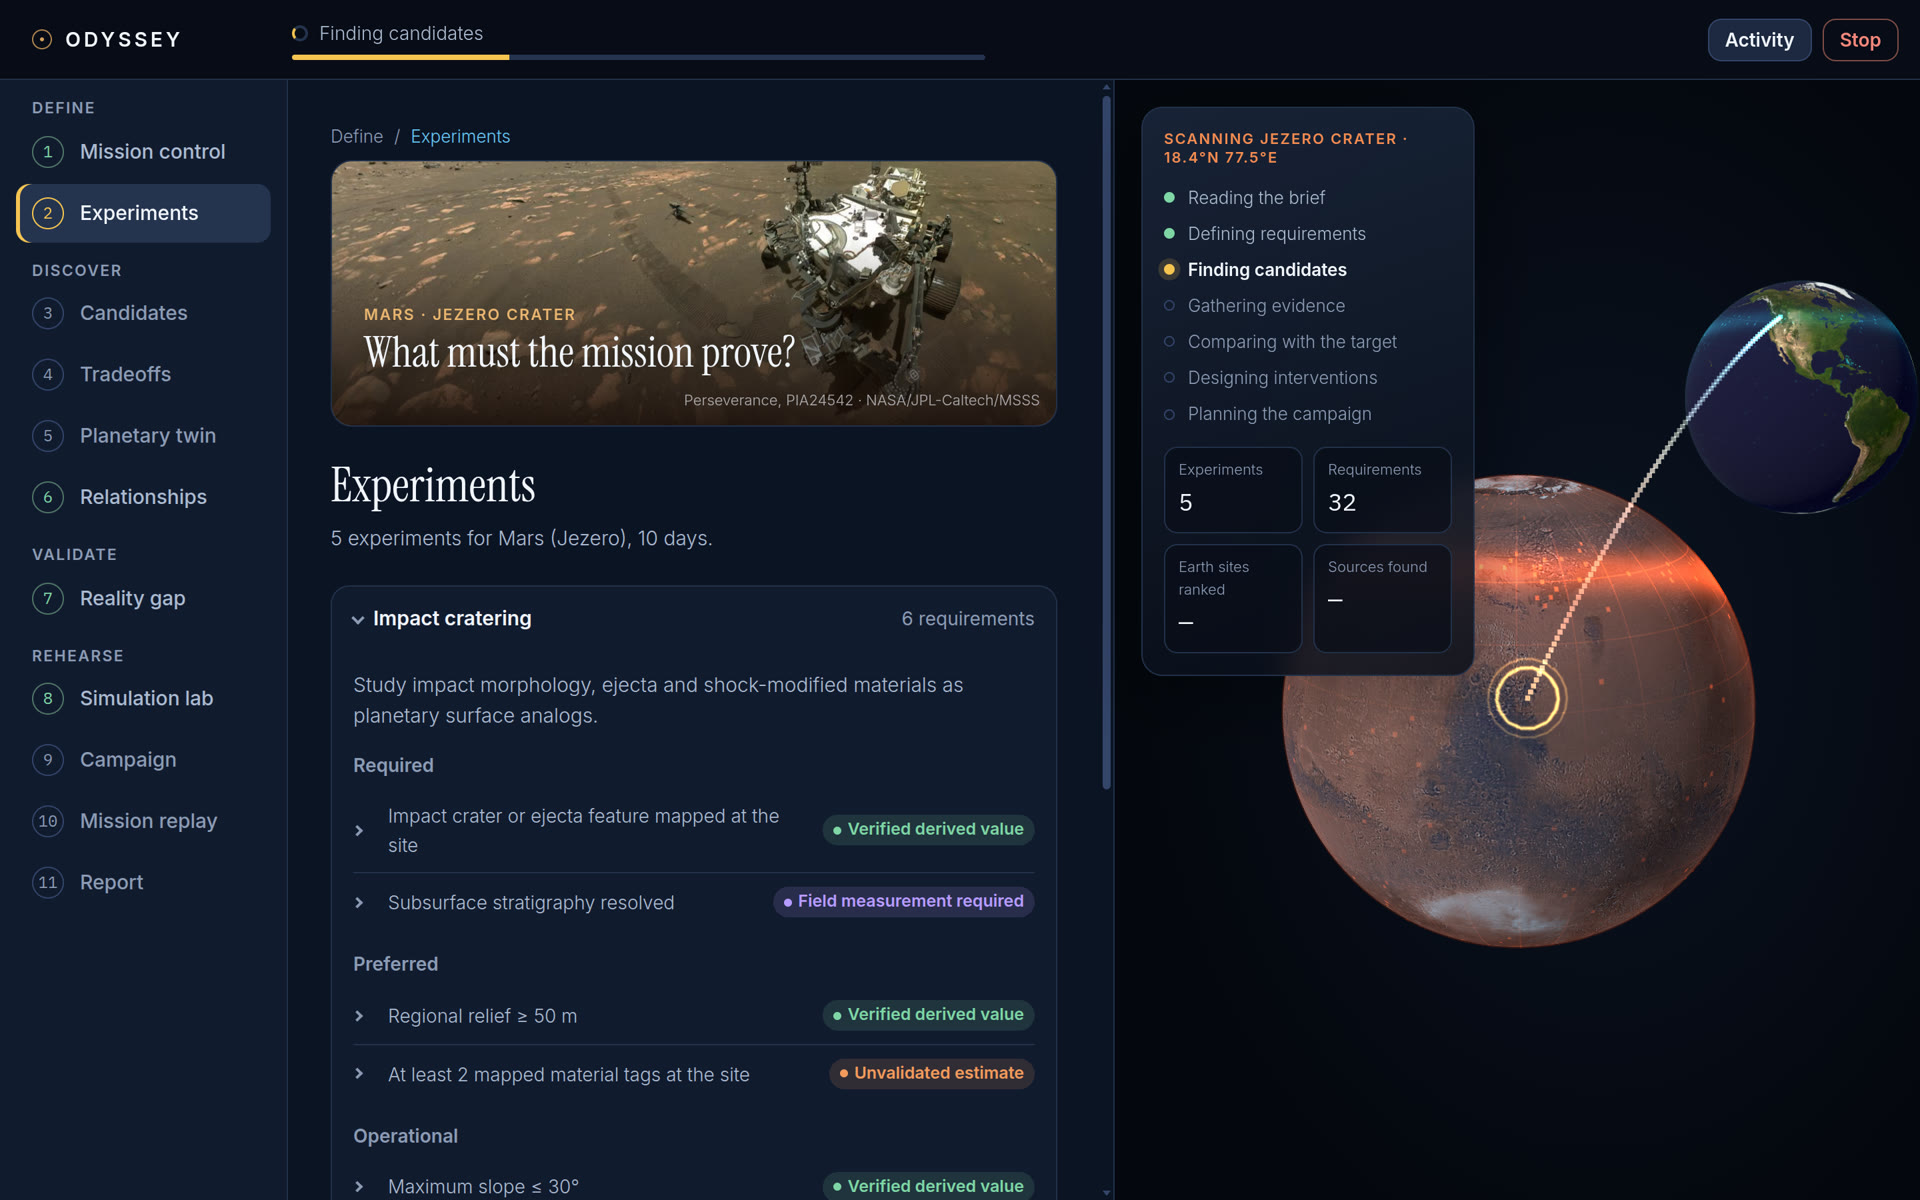 ODYSSEY
Finding candidates
Activity
Stop
DEFINE
1 Mission control
2 Experiments
DISCOVER
3 Candidates
4 Tradeoffs
5 Planetary twin
6 Relationships
VALIDATE
7 Reality gap
REHEARSE
8 Simulation lab
9 Campaign
10 Mission replay
11 Report
Define / Experiments
MARS · JEZERO CRATER
What must the mission prove?
Perseverance, PIA24542 · NASA/JPL-Caltech/MSSS
Experiments
5 experiments for Mars (Jezero), 10 days.
Impact cratering
6 requirements
Study impact morphology, ejecta and shock-modified materials as
planetary surface analogs.
Required
Impact crater or ejecta feature mapped at the
site
Verified derived value
Subsurface stratigraphy resolved
Field measurement required
Preferred
Regional relief ≥ 50 m
Verified derived value
At least 2 mapped material tags at the site
Unvalidated estimate
Operational
Maximum slope ≤ 30°
Verified derived value
SCANNING JEZERO CRATER ·
18.4°N 77.5°E
Reading the brief
Defining requirements
Finding candidates
Gathering evidence
Comparing with the target
Designing interventions
Planning the campaign
Experiments
5
Requirements
32
Earth sites
ranked
—
Sources found
—